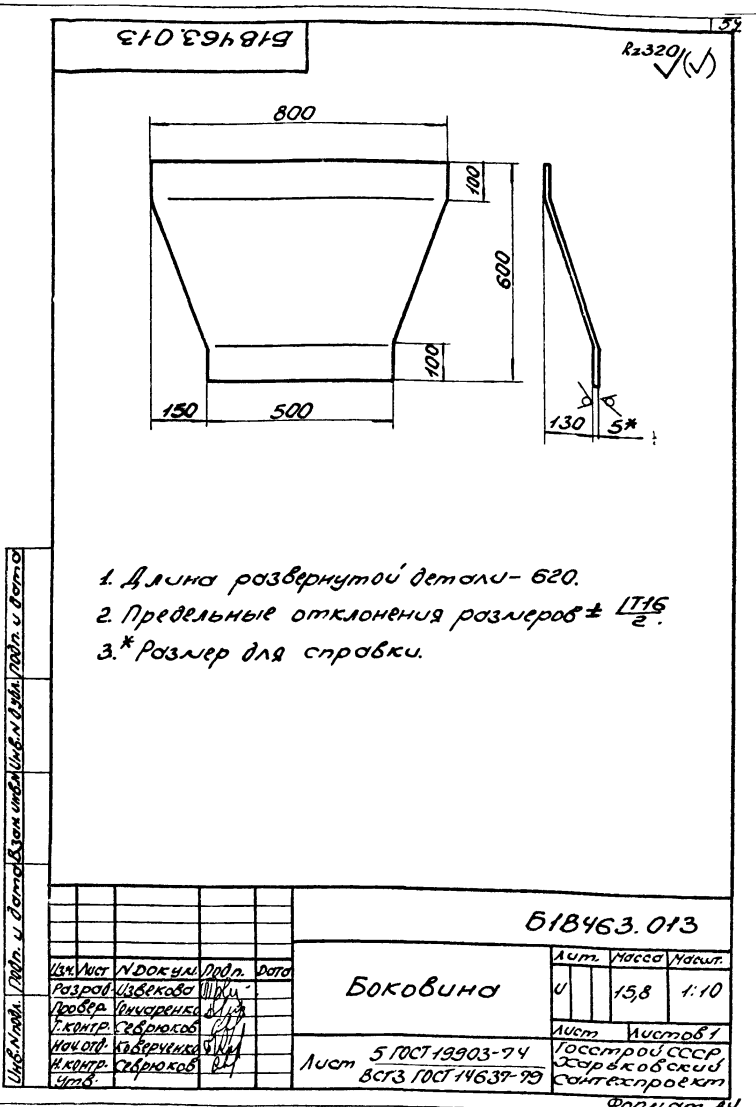 54
Б1В463.013
Rz320 (√)
800
100
600
100
150
500
130
5*
1. Длина развернутой детали - 620.
2. Предельные отклонения размеров ± IT16/2.
3.* Размер для справки.
Инв.N подл.
Подп. и дата
Взам инв.N
Инв.N дубл.
Подп. и дата
Б1В463.013
Изм. Лист NДокум. Подп. Дата
Разраб. Извекова
Провер. Гончаренко
Т.контр. Севрюков
Нач.отд. Коверченко
Н.контр. Севрюков
Утв.
Боковина
Лит. Масса Масшт.
И 15,8 1:10
Лист Листов 1
Лист 5 ГОСТ 19903-74
ВСт3 ГОСТ 14637-79
Госстрой СССР
Харьковский
Сантехпроект
Формат А4